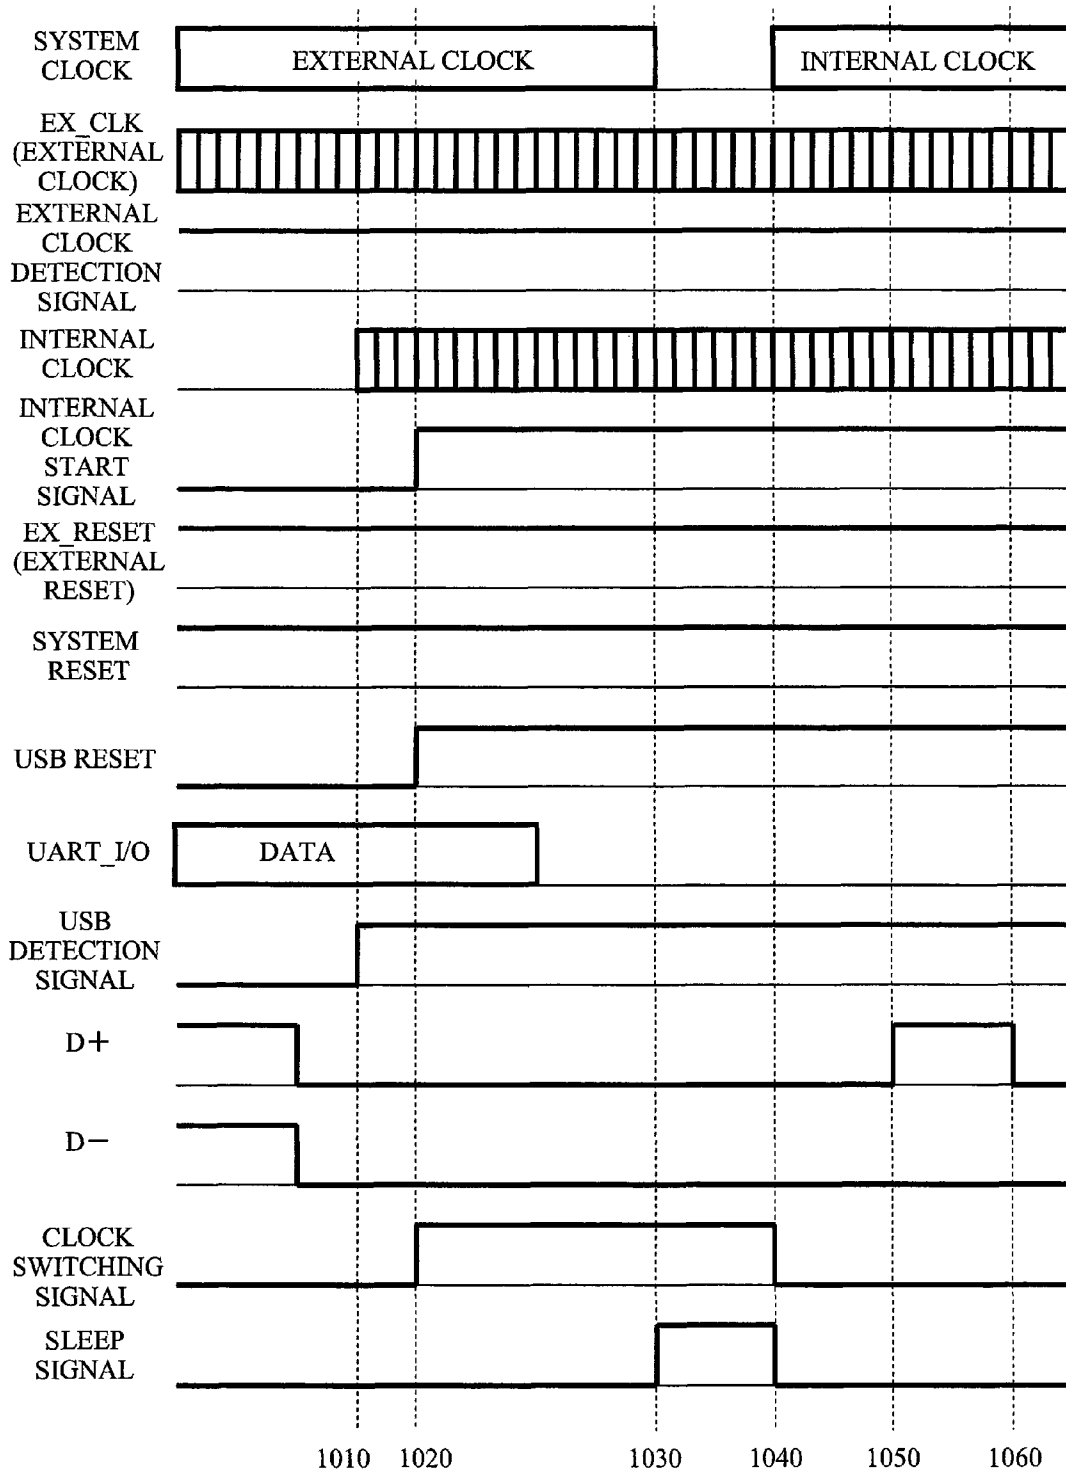 SYSTEM
CLOCK
EXTERNAL CLOCK
INTERNAL CLOCK
EX_CLK
(EXTERNAL
CLOCK)
EXTERNAL
CLOCK
DETECTION
SIGNAL
INTERNAL
CLOCK
INTERNAL
CLOCK
START
SIGNAL
EX_RESET
(EXTERNAL
RESET)
SYSTEM
RESET
USB RESET
UART_I/O
DATA
USB
DETECTION
SIGNAL
D+
D−
CLOCK
SWITCHING
SIGNAL
SLEEP
SIGNAL
1010 1020 1030 1040 1050 1060